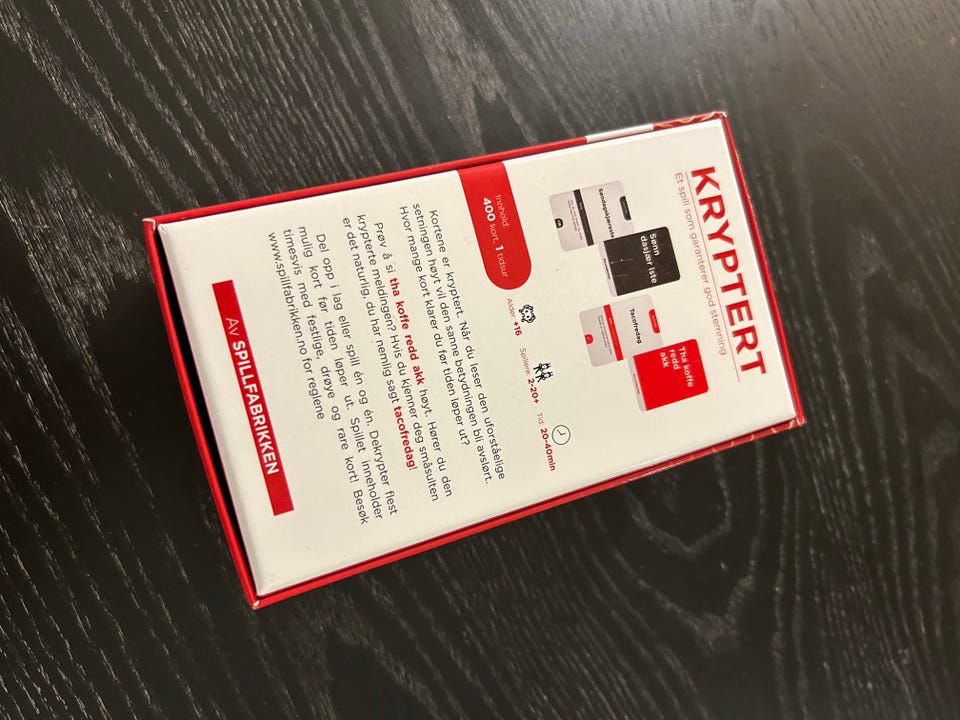 KRYPTERT
Et spill som garanterer god stemning
Sønn
dasjær iste
Tha koffe
redd
akk
Tacofredag
Innhold:
400 kort, 1 tidsur
Alder: +16
Spillere: 2-20+
Tid: 20-40min
Kortene er kryptert. Når du leser den uforståelige
setningen høyt vil den sanne betydningen bli avslørt.
Hvor mange kort klarer du før tiden løper ut?
Prøv å si tha koffe redd akk høyt. Hører du den
krypterte meldingen? Hvis du kjenner deg småsulten
er det naturlig, du har nemlig sagt tacofredag!
Del opp i lag eller spill én og én. Dekrypter flest
mulig kort før tiden løper ut. Spillet inneholder
timesvis med festlige, drøye og rare kort! Besøk
www.spillfabrikken.no for reglene
Av SPILLFABRIKKEN